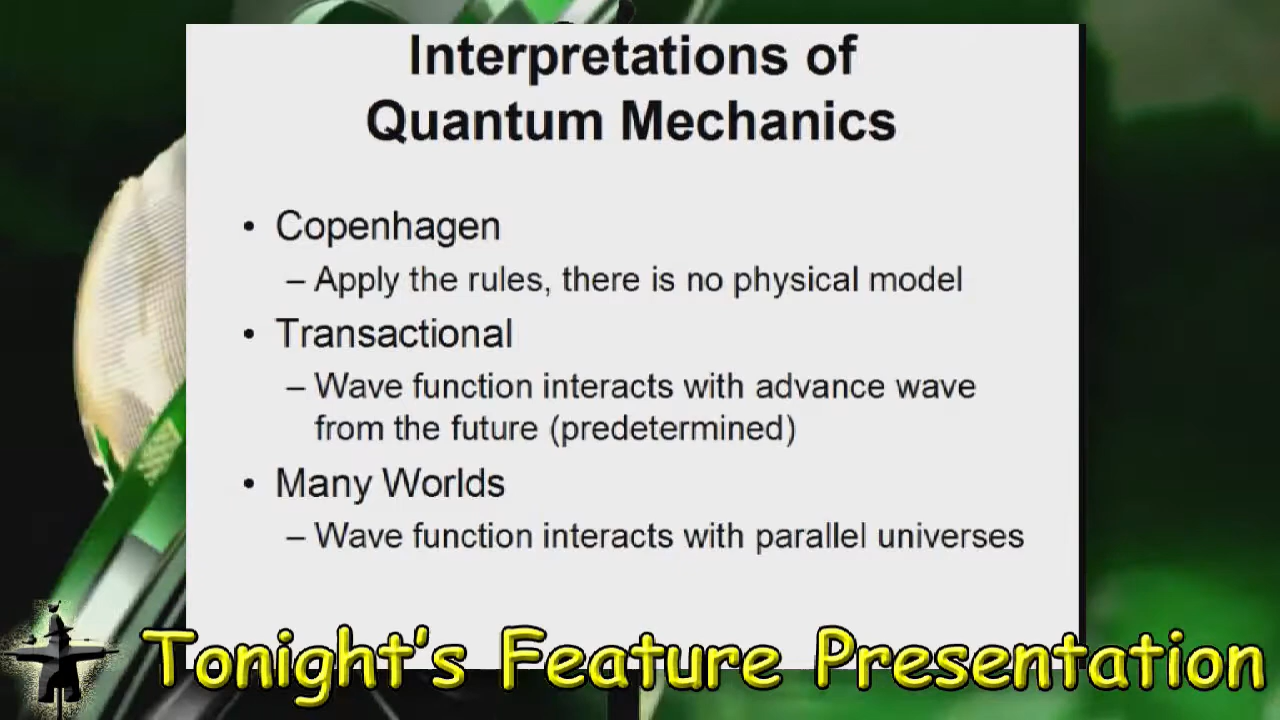 Interpretations of
Quantum Mechanics
• Copenhagen
– Apply the rules, there is no physical model
• Transactional
– Wave function interacts with advance wave
from the future (predetermined)
• Many Worlds
– Wave function interacts with parallel universes
Tonight's Feature Presentation